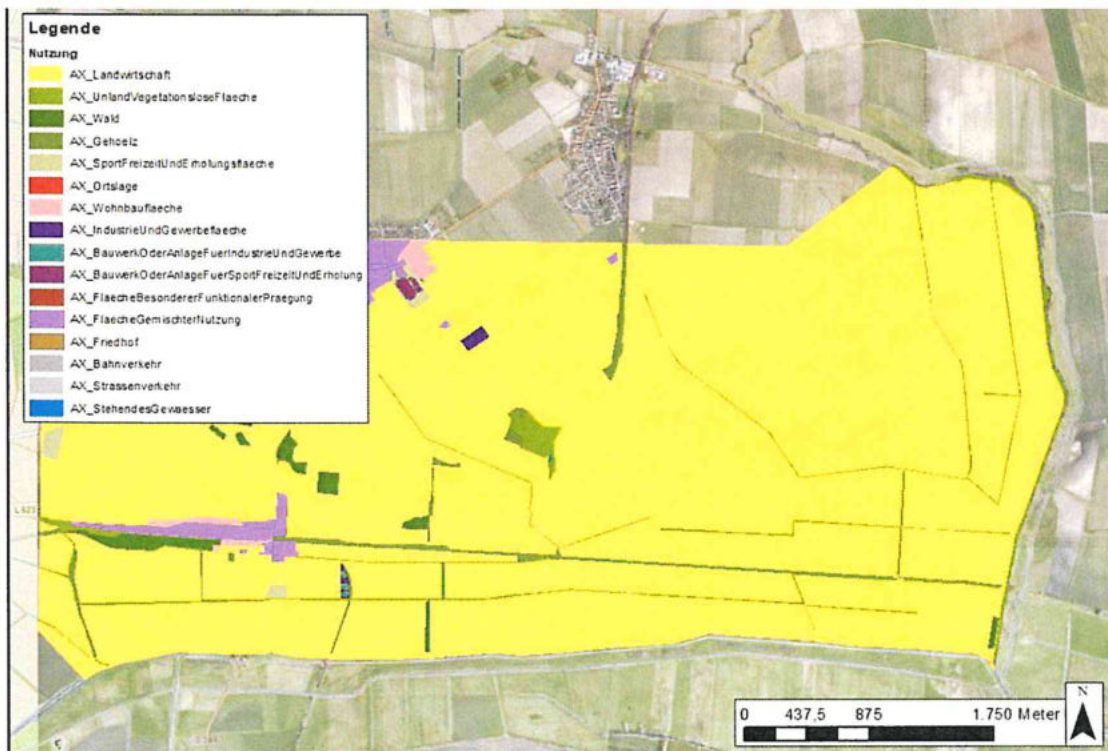 Legende
Nutzung
AX_Landwirtschaft
AX_UnlandVegetationsloseFlaeche
AX_Wald
AX_Gehoelz
AX_SportFreizeitUndErholungsflaeche
AX_Ortslage
AX_Wohnbauflaeche
AX_IndustrieUndGewerbeflaeche
AX_BauwerkOderAnlageFuerIndustrieUndGewerbe
AX_BauwerkOderAnlageFuerSportFreizeitUndErholung
AX_FlaecheBesondererFunktionalerPraegung
AX_FlaecheGemischterNutzung
AX_Friedhof
AX_Bahnverkehr
AX_Strassenverkehr
AX_StehendesGewaesser
N
0 437,5 875 1.750 Meter